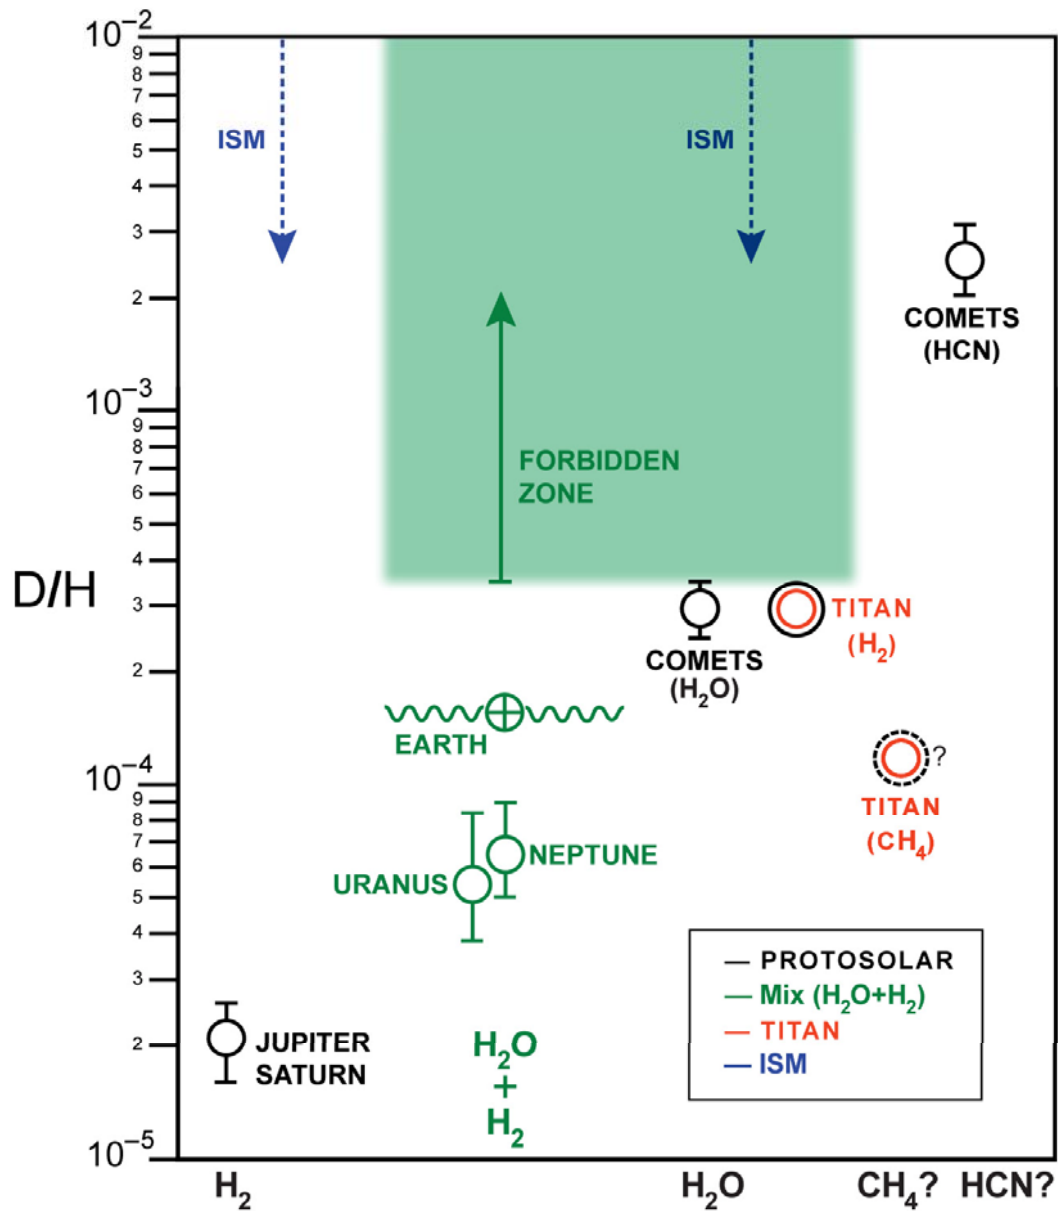 10⁻²
9
8
7
6
5
4
3
2
10⁻³
9
8
7
6
5
4
3
2
10⁻⁴
9
8
7
6
5
4
3
2
10⁻⁵
D/H
ISM
ISM
COMETS
(HCN)
FORBIDDEN
ZONE
COMETS
(H₂O)
TITAN
(H₂)
EARTH
?
TITAN
(CH₄)
NEPTUNE
URANUS
JUPITER
SATURN
H₂O
+
H₂
— PROTOSOLAR
— Mix (H₂O+H₂)
— TITAN
— ISM
H₂ H₂O CH₄? HCN?